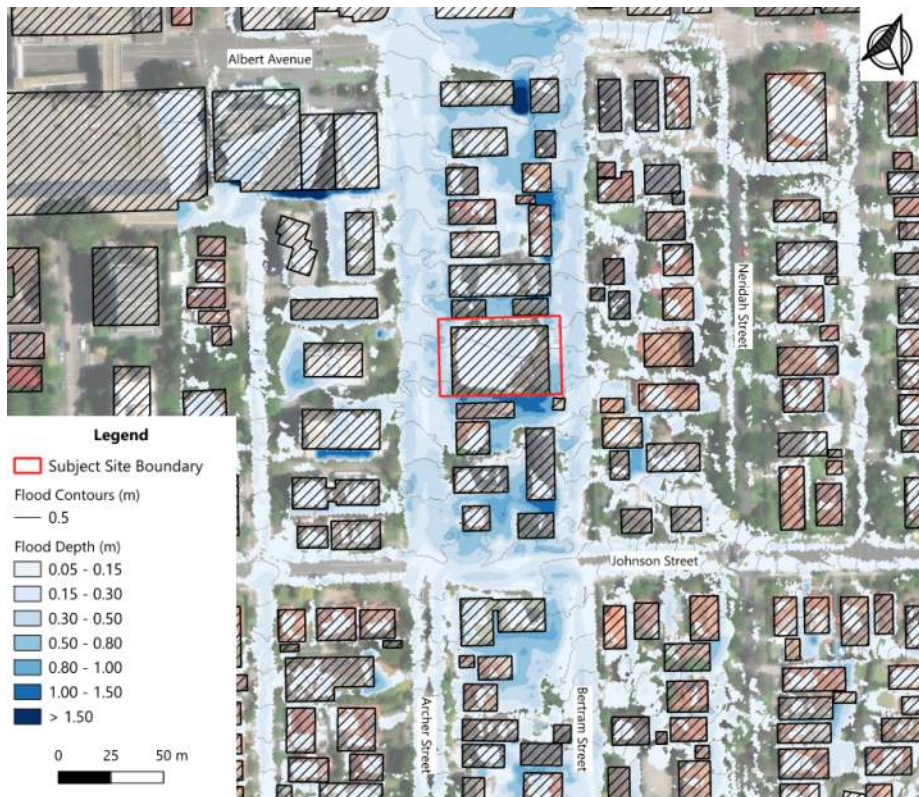 Albert Avenue
Neridah Street
Legend
Subject Site Boundary
Flood Contours (m)
0.5
Flood Depth (m)
0.05 - 0.15
0.15 - 0.30
0.30 - 0.50
0.50 - 0.80
0.80 - 1.00
1.00 - 1.50
> 1.50
0 25 50 m
Johnson Street
Archer Street
Bertram Street